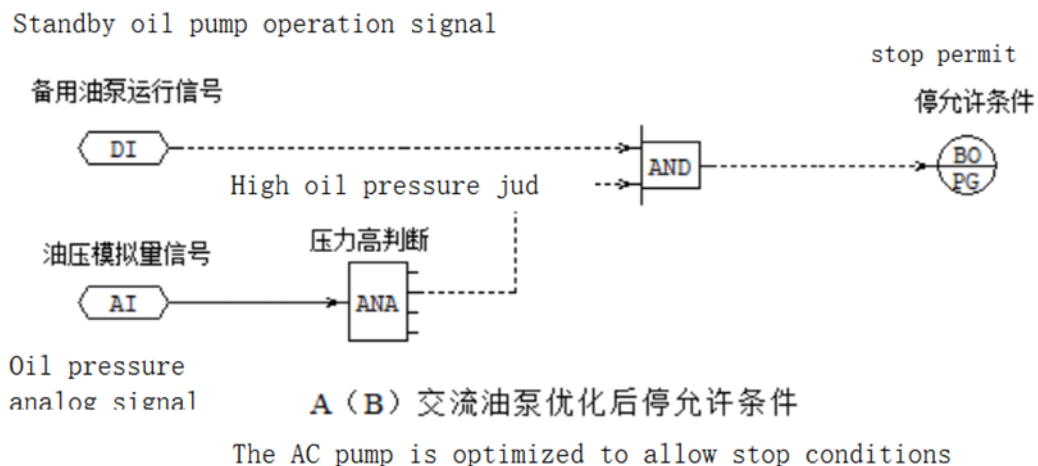 Standby oil pump operation signal
stop permit
备用油泵运行信号
停允许条件
DI
AND
BO
PG
High oil pressure jud
压力高判断
油压模拟量信号
AI
ANA
Oil pressure
analog signal
A（B）交流油泵优化后停允许条件
The AC pump is optimized to allow stop conditions